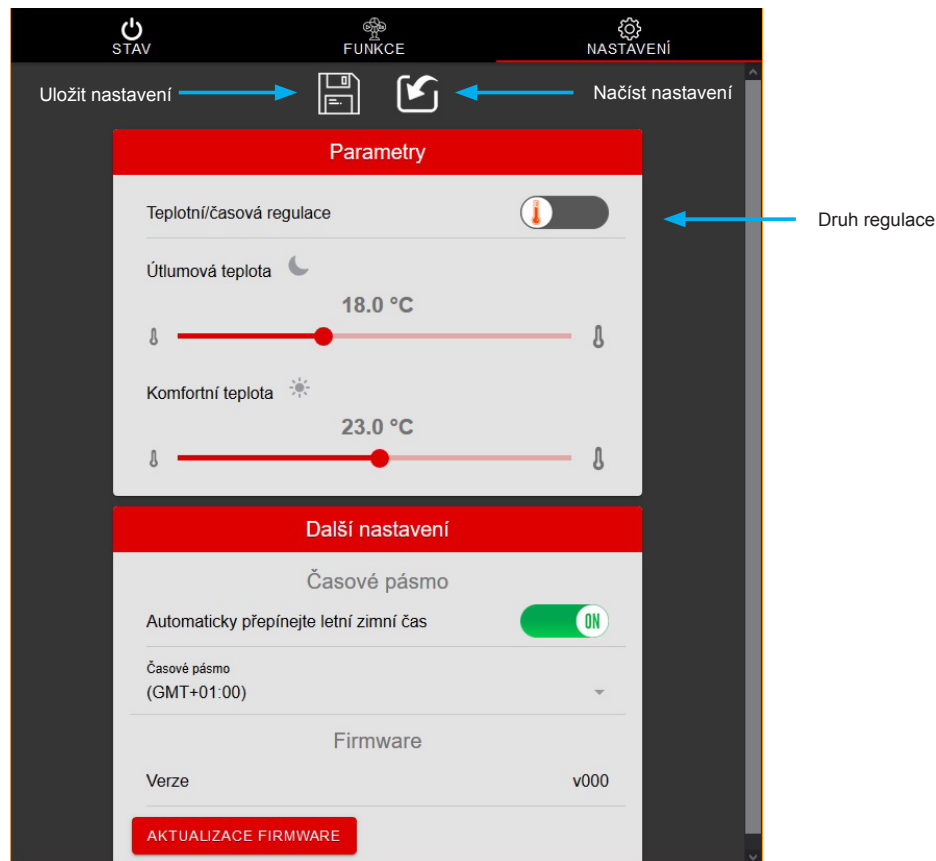 STAV
FUNKCE
NASTAVENÍ
Uložit nastavení
Načíst nastavení
Parametry
Teplotní/časová regulace
Druh regulace
Útlumová teplota
18.0 °C
Komfortní teplota
23.0 °C
Další nastavení
Časové pásmo
Automaticky přepínejte letní zimní čas
ON
Časové pásmo
(GMT+01:00)
Firmware
Verze
v000
AKTUALIZACE FIRMWARE